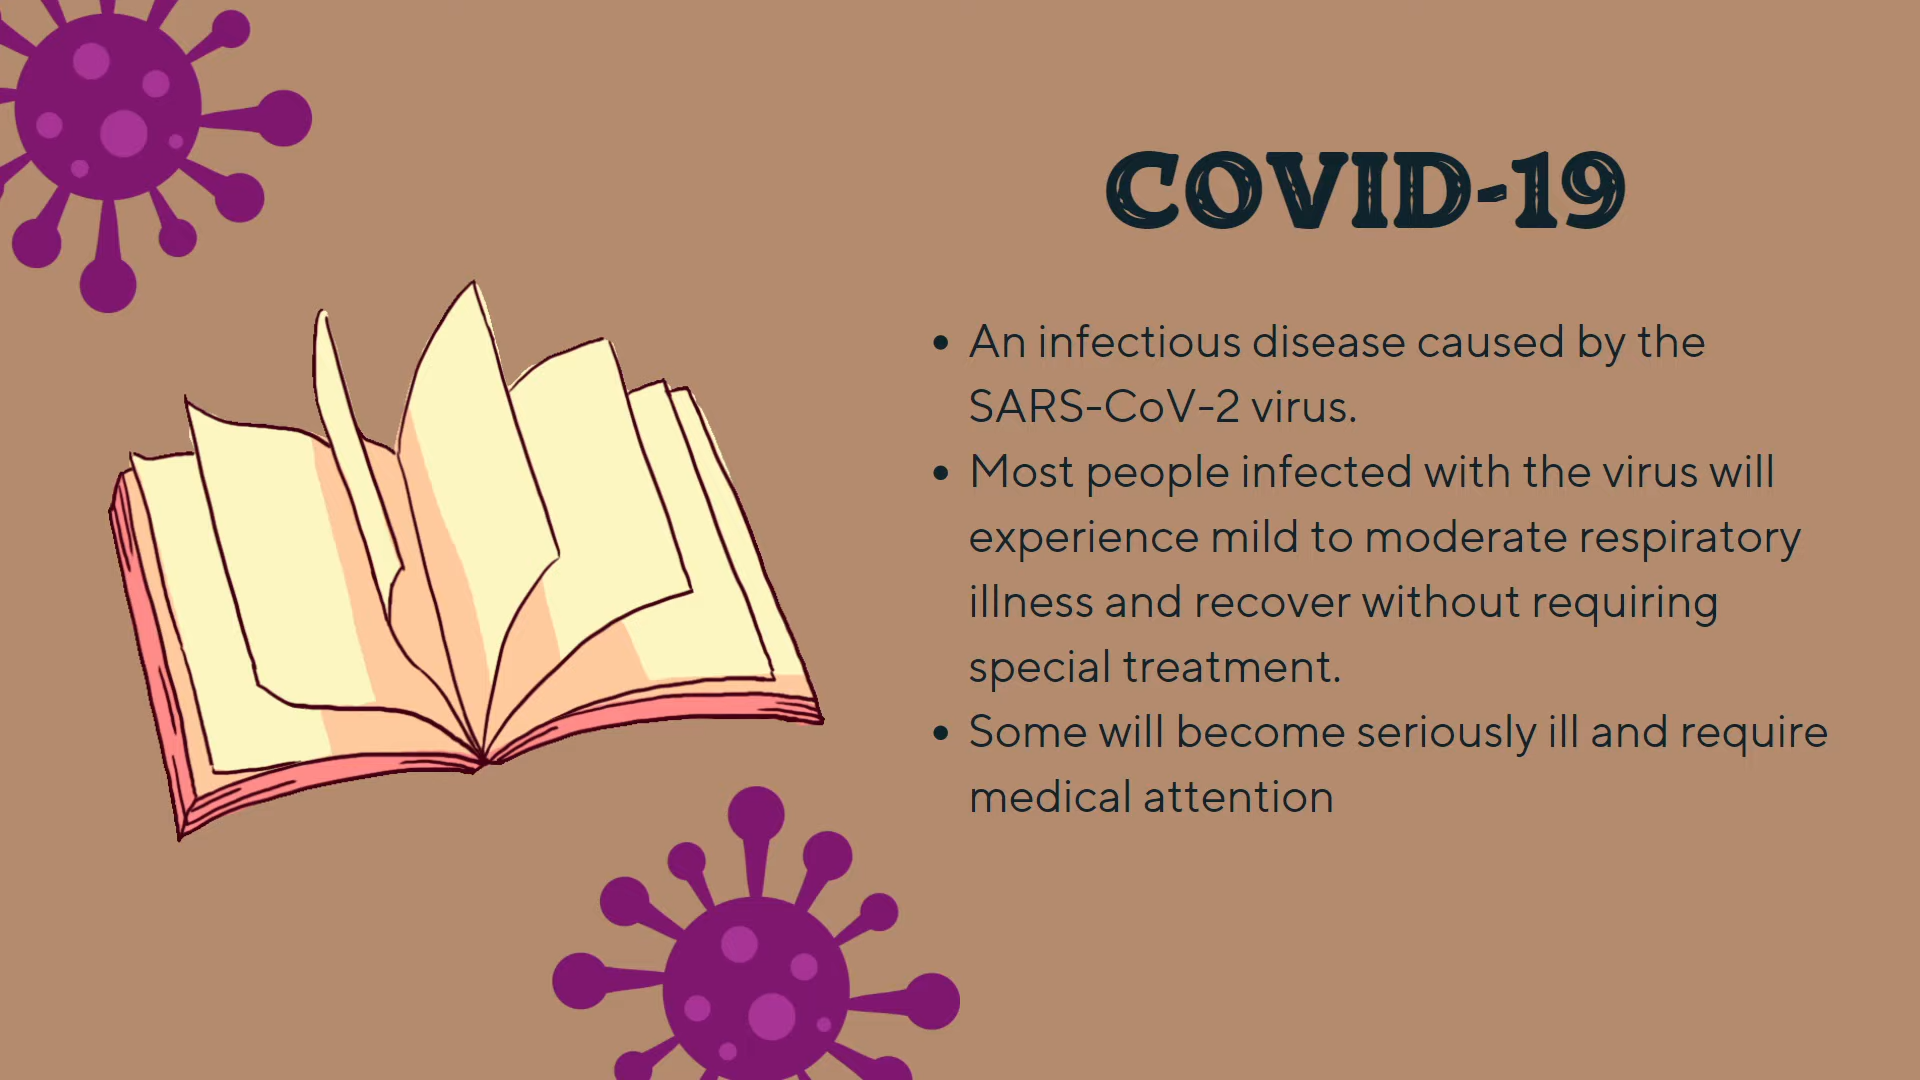 COVID-19
• An infectious disease caused by the
SARS-CoV-2 virus.
• Most people infected with the virus will
experience mild to moderate respiratory
illness and recover without requiring
special treatment.
• Some will become seriously ill and require
medical attention